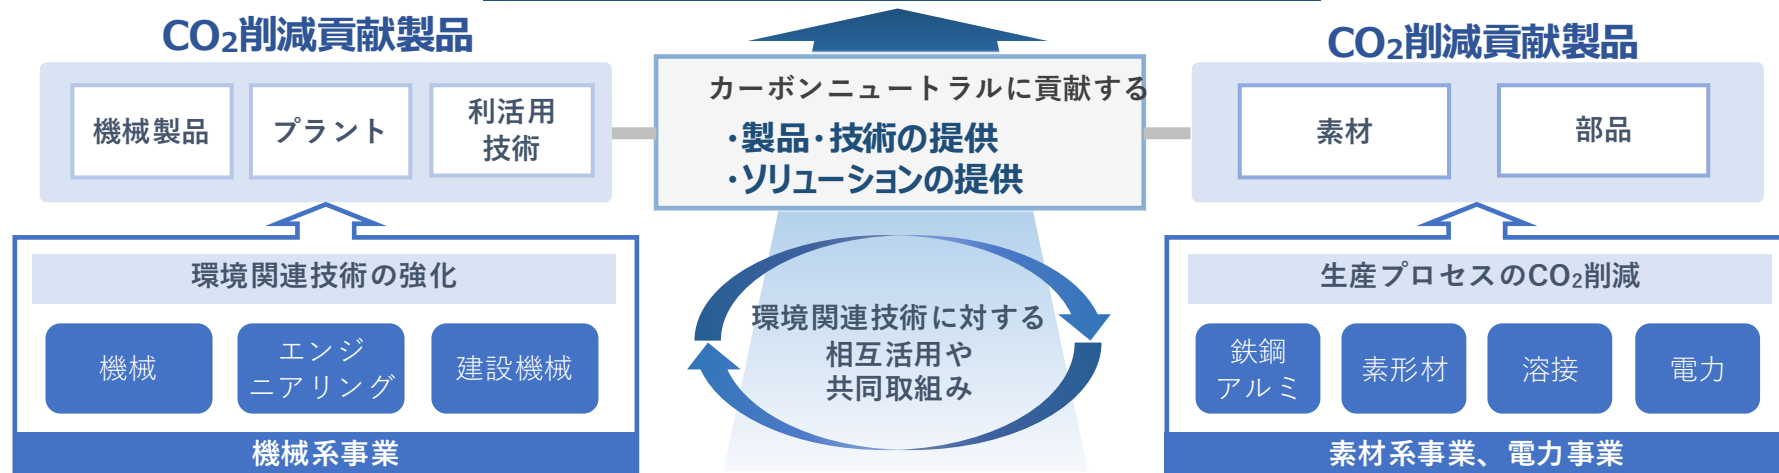 CO₂削減貢献製品
機械製品
プラント
利活用
技術
環境関連技術の強化
機械
エンジ
ニアリング
建設機械
機械系事業
カーボンニュートラルに貢献する
・製品・技術の提供
・ソリューションの提供
環境関連技術に対する
相互活用や
共同取組み
CO₂削減貢献製品
素材
部品
生産プロセスのCO₂削減
鉄鋼
アルミ
素形材
溶接
電力
素材系事業、電力事業